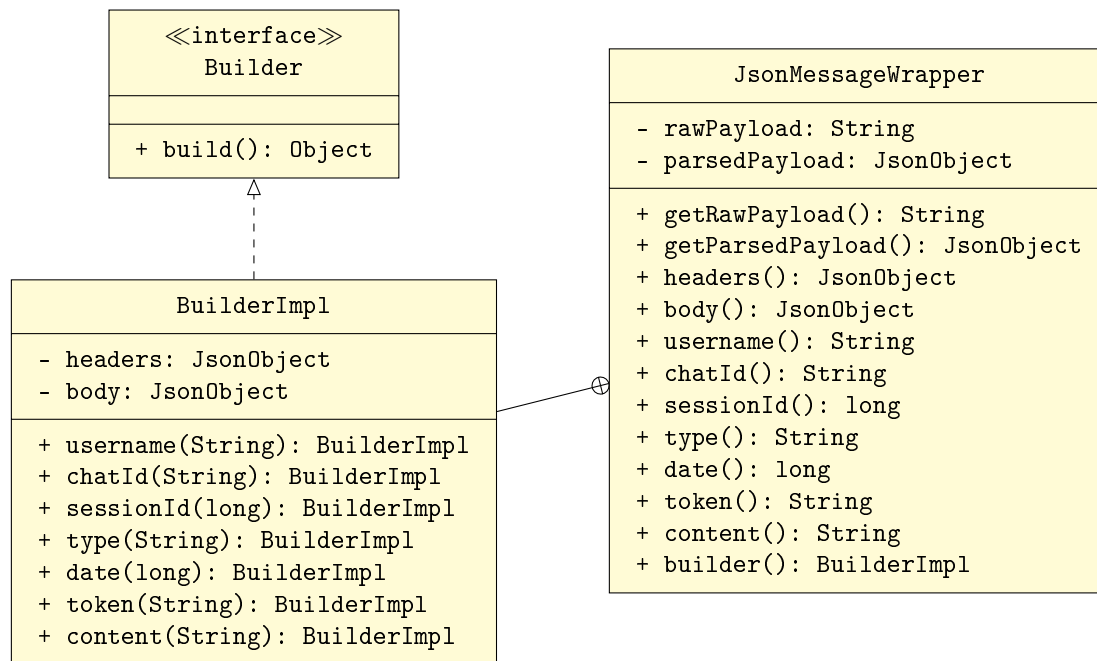 ≪interface≫
Builder
+ build(): Object
BuilderImpl
- headers: JsonObject
- body: JsonObject
+ username(String): BuilderImpl
+ chatId(String): BuilderImpl
+ sessionId(long): BuilderImpl
+ type(String): BuilderImpl
+ date(long): BuilderImpl
+ token(String): BuilderImpl
+ content(String): BuilderImpl
JsonMessageWrapper
- rawPayload: String
- parsedPayload: JsonObject
+ getRawPayload(): String
+ getParsedPayload(): JsonObject
+ headers(): JsonObject
+ body(): JsonObject
+ username(): String
+ chatId(): String
+ sessionId(): long
+ type(): String
+ date(): long
+ token(): String
+ content(): String
+ builder(): BuilderImpl